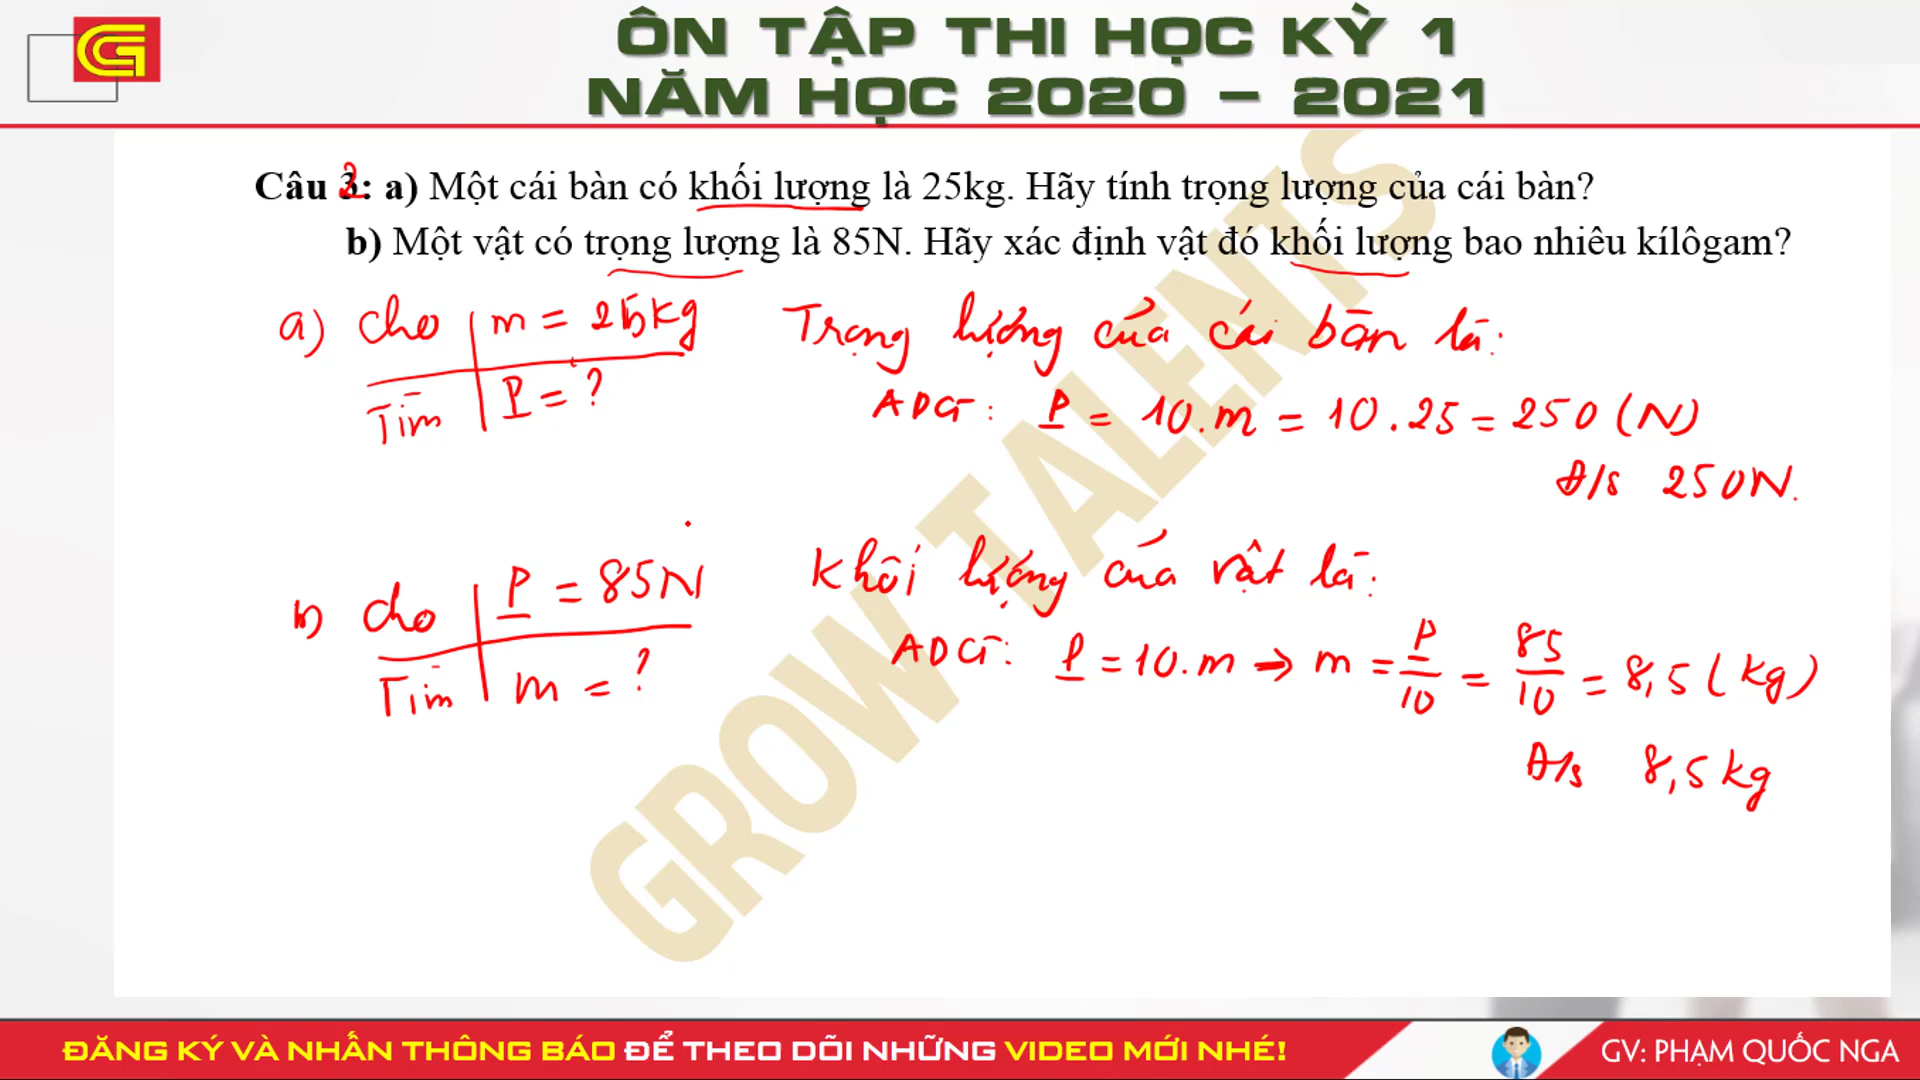 ÔN TẬP THI HỌC KỲ 1
NĂM HỌC 2020 - 2021
Câu 2: a) Một cái bàn có khối lượng là 25kg. Hãy tính trọng lượng của cái bàn?
b) Một vật có trọng lượng là 85N. Hãy xác định vật đó khối lượng bao nhiêu kílôgam?
a) cho m = 25kg
Tìm P = ?
Trọng lượng của cái bàn là:
ADCT: P = 10.m = 10.25 = 250 (N)
Đ/s 250N.
b) cho P = 85N
Tìm m = ?
Khối lượng của vật là:
ADCT: P = 10.m → m = P/10 = 85/10 = 8,5 (kg)
Đ/s 8,5kg
GROW TALENTS
ĐĂNG KÝ VÀ NHẤN THÔNG BÁO ĐỂ THEO DÕI NHỮNG VIDEO MỚI NHÉ!
GV: PHẠM QUỐC NGA